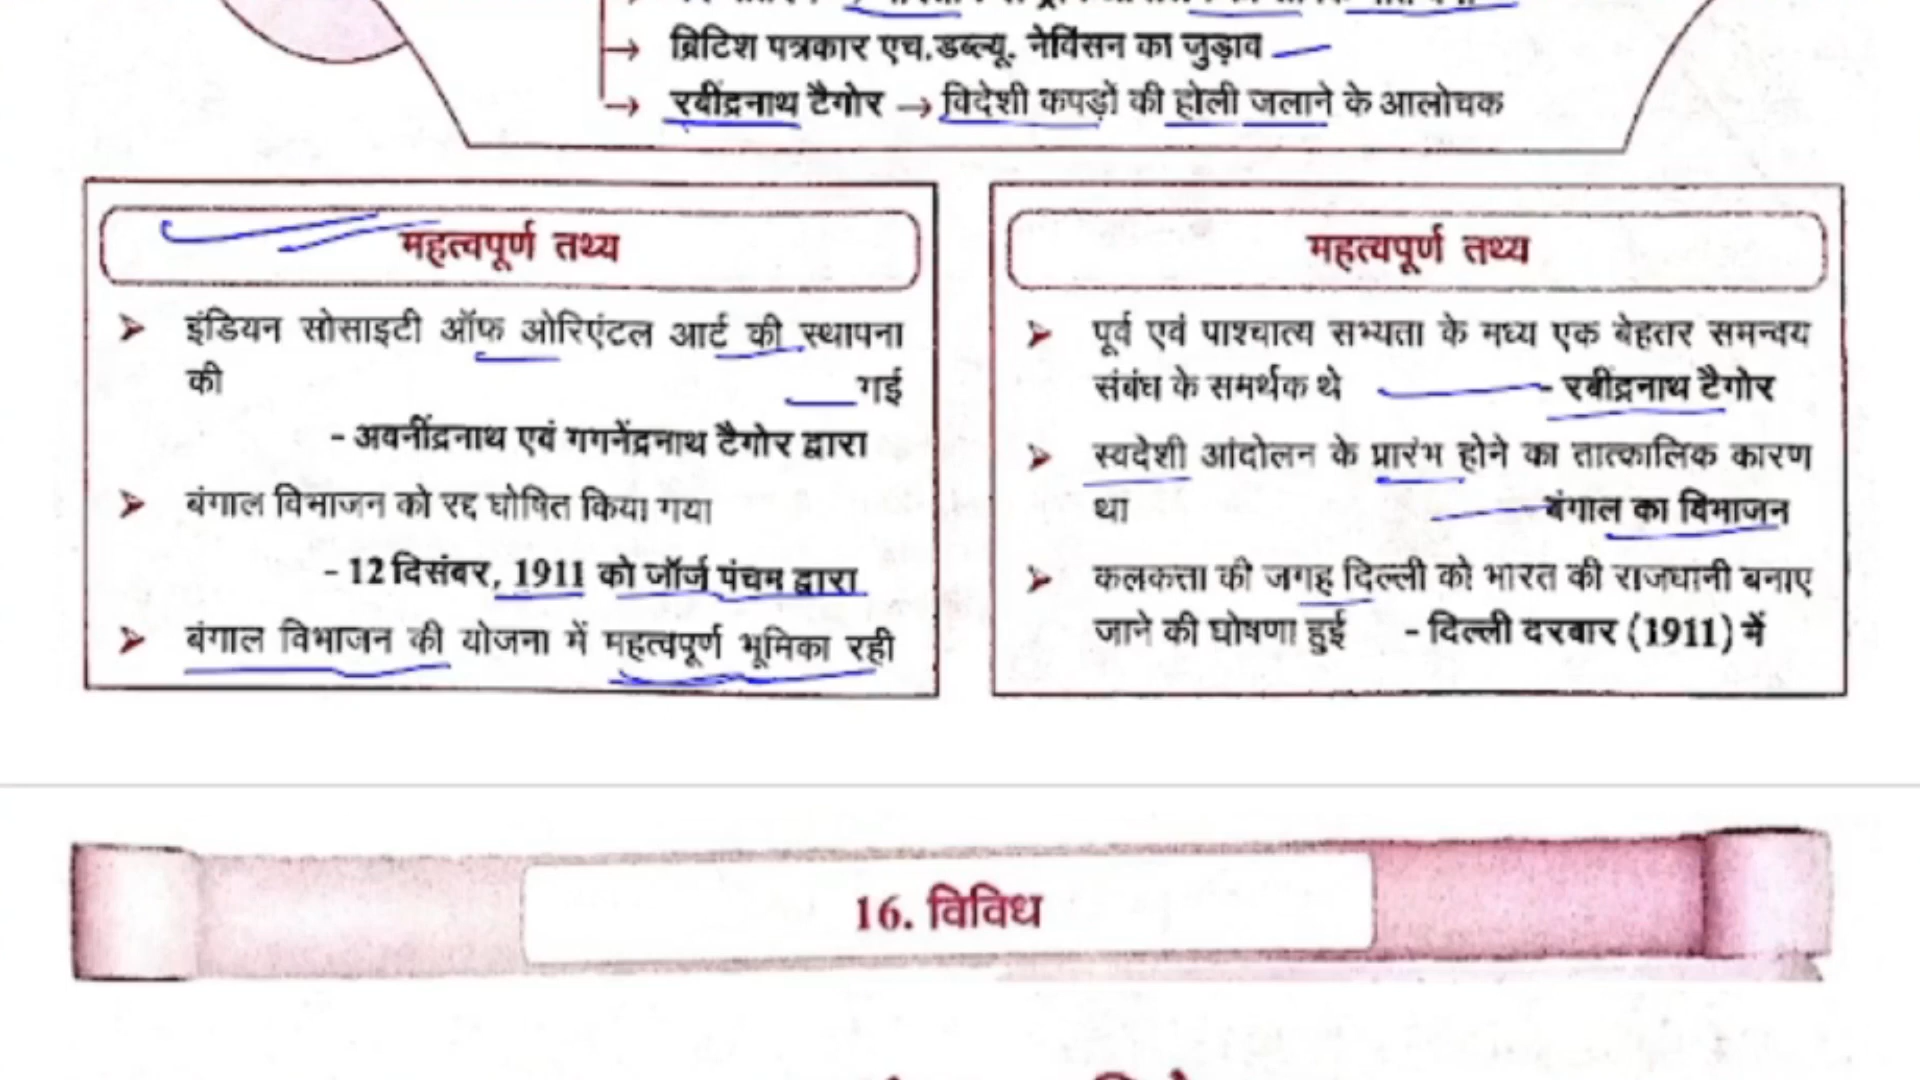 → ब्रिटिश पत्रकार एच.डब्ल्यू. नेविंसन का जुड़ाव
→ रवींद्रनाथ टैगोर → विदेशी कपड़ों की होली जलाने के आलोचक
महत्वपूर्ण तथ्य
इंडियन सोसाइटी ऑफ ओरिएंटल आर्ट की स्थापना
की गई
- अवनींद्रनाथ एवं गगनेंद्रनाथ टैगोर द्वारा
बंगाल विभाजन को रद्द घोषित किया गया
- 12 दिसंबर, 1911 को जॉर्ज पंचम द्वारा
बंगाल विभाजन की योजना में महत्वपूर्ण भूमिका रही
महत्वपूर्ण तथ्य
पूर्व एवं पाश्चात्य सभ्यता के मध्य एक बेहतर समन्वय
संबंध के समर्थक थे - रवींद्रनाथ टैगोर
स्वदेशी आंदोलन के प्रारंभ होने का तात्कालिक कारण
था - बंगाल का विभाजन
कलकत्ता की जगह दिल्ली को भारत की राजधानी बनाए
जाने की घोषणा हुई - दिल्ली दरबार (1911) में
16. विविध